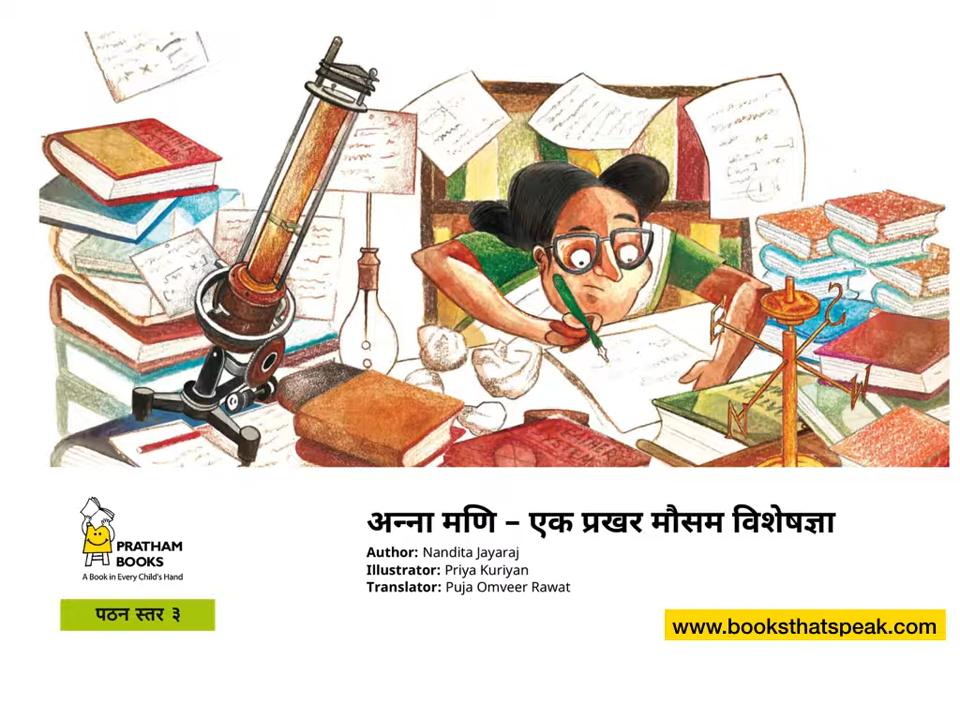 अन्ना मणि – एक प्रखर मौसम विशेषज्ञा
Author: Nandita Jayaraj
Illustrator: Priya Kuriyan
Translator: Puja Omveer Rawat
PRATHAM
BOOKS
A Book in Every Child's Hand
पठन स्तर ३
www.booksthatspeak.com